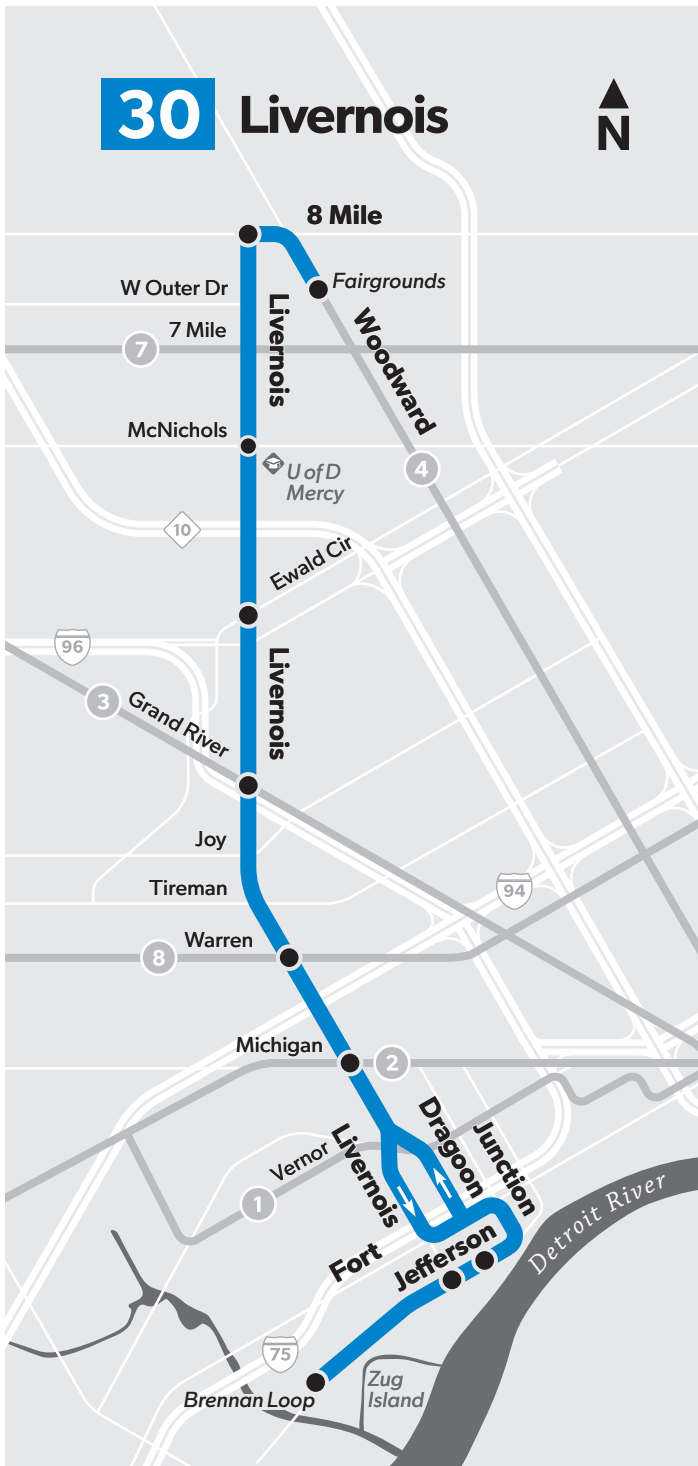 30 Livernois
N
8 Mile
Fairgrounds
W Outer Dr
Livernois
7 Mile
7
Woodward
McNichols
U of D
Mercy
4
10
Ewald Cir
96
Livernois
3
Grand River
Joy
Tireman
94
Warren
8
Michigan
2
Dragoon
Junction
Livernois
Vernor
1
Detroit River
Fort
Jefferson
75
Zug
Island
Brennan Loop